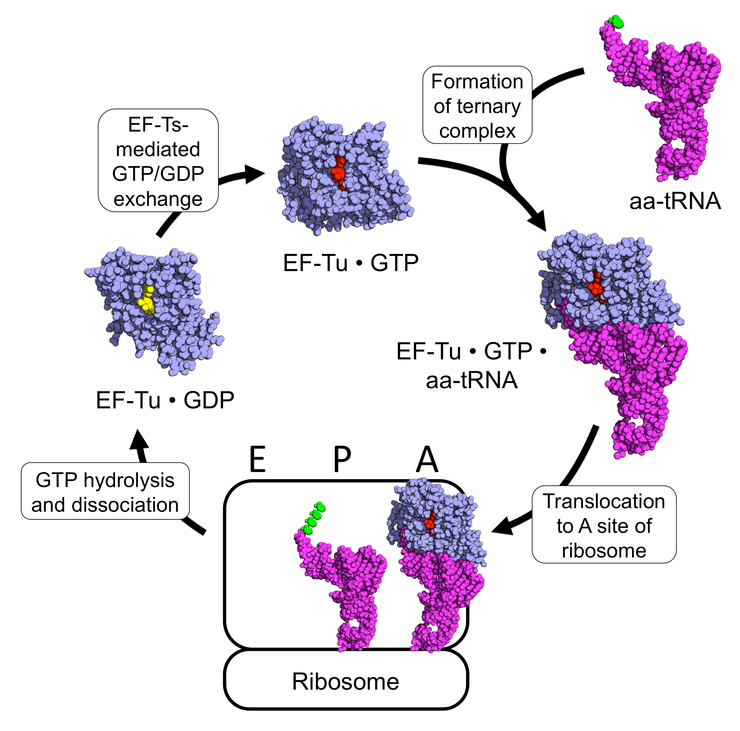 Formation
of ternary
complex
aa-tRNA
EF-Ts-
mediated
GTP/GDP
exchange
EF-Tu • GTP
EF-Tu • GTP •
aa-tRNA
EF-Tu • GDP
E P A
GTP hydrolysis
and dissociation
Translocation
to A site of
ribosome
Ribosome